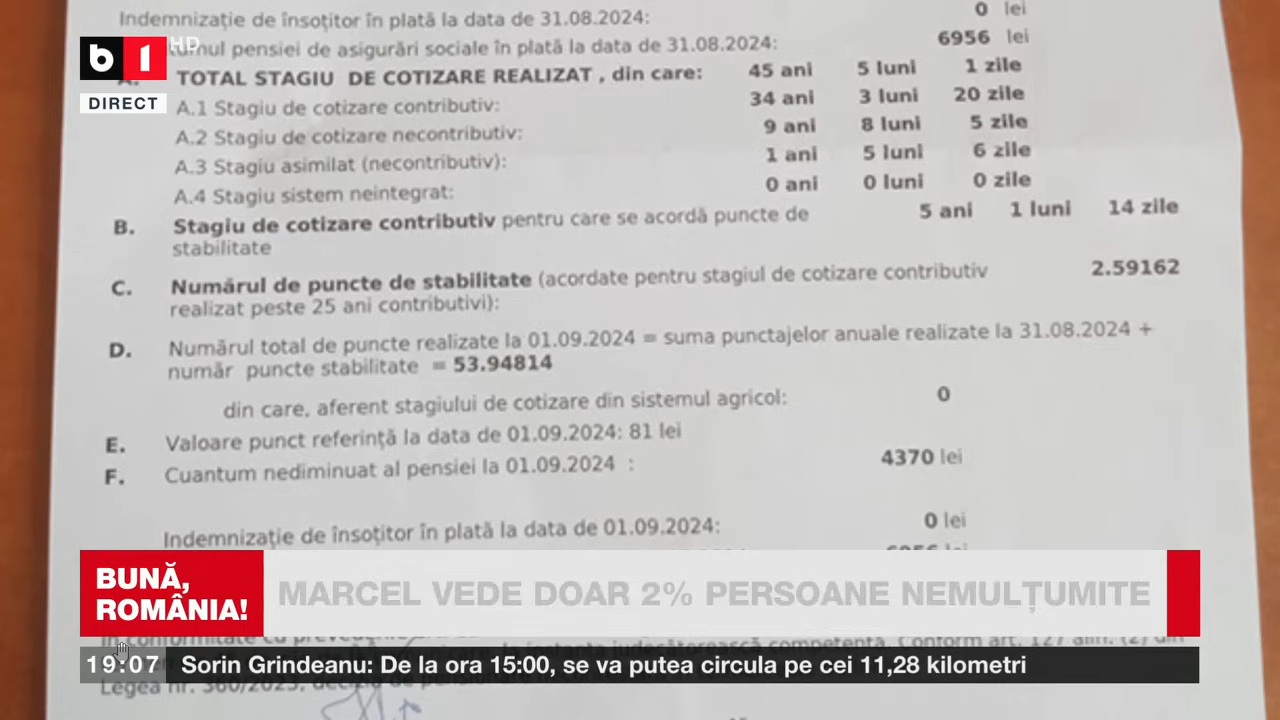 Indemnizație de însoțitor în plată la data de 31.08.2024: 0 lei
pensiei de asigurări sociale în plată la data de 31.08.2024: 6956 lei
b1 HD
DIRECT
TOTAL STAGIU DE COTIZARE REALIZAT , din care: 45 ani 5 luni 1 zile
A.1 Stagiu de cotizare contributiv: 34 ani 3 luni 20 zile
A.2 Stagiu de cotizare necontributiv: 9 ani 8 luni 5 zile
A.3 Stagiu asimilat (necontributiv): 1 ani 5 luni 6 zile
A.4 Stagiu sistem neintegrat: 0 ani 0 luni 0 zile
B. Stagiu de cotizare contributiv pentru care se acordă puncte de 5 ani 1 luni 14 zile
stabilitate
C. Numărul de puncte de stabilitate (acordate pentru stagiul de cotizare contributiv 2.59162
realizat peste 25 ani contributivi):
D. Numărul total de puncte realizate la 01.09.2024 = suma punctajelor anuale realizate la 31.08.2024 +
număr puncte stabilitate = 53.94814
din care, aferent stagiului de cotizare din sistemul agricol: 0
E. Valoare punct referință la data de 01.09.2024: 81 lei
F. Cuantum nediminuat al pensiei la 01.09.2024 : 4370 lei
Indemnizație de însoțitor în plată la data de 01.09.2024: 0 lei
BUNĂ,
ROMÂNIA!
MARCEL VEDE DOAR 2% PERSOANE NEMULȚUMITE
19:07 Sorin Grindeanu: De la ora 15:00, se va putea circula pe cei 11,28 kilometri
Legea nr. 360/2023,